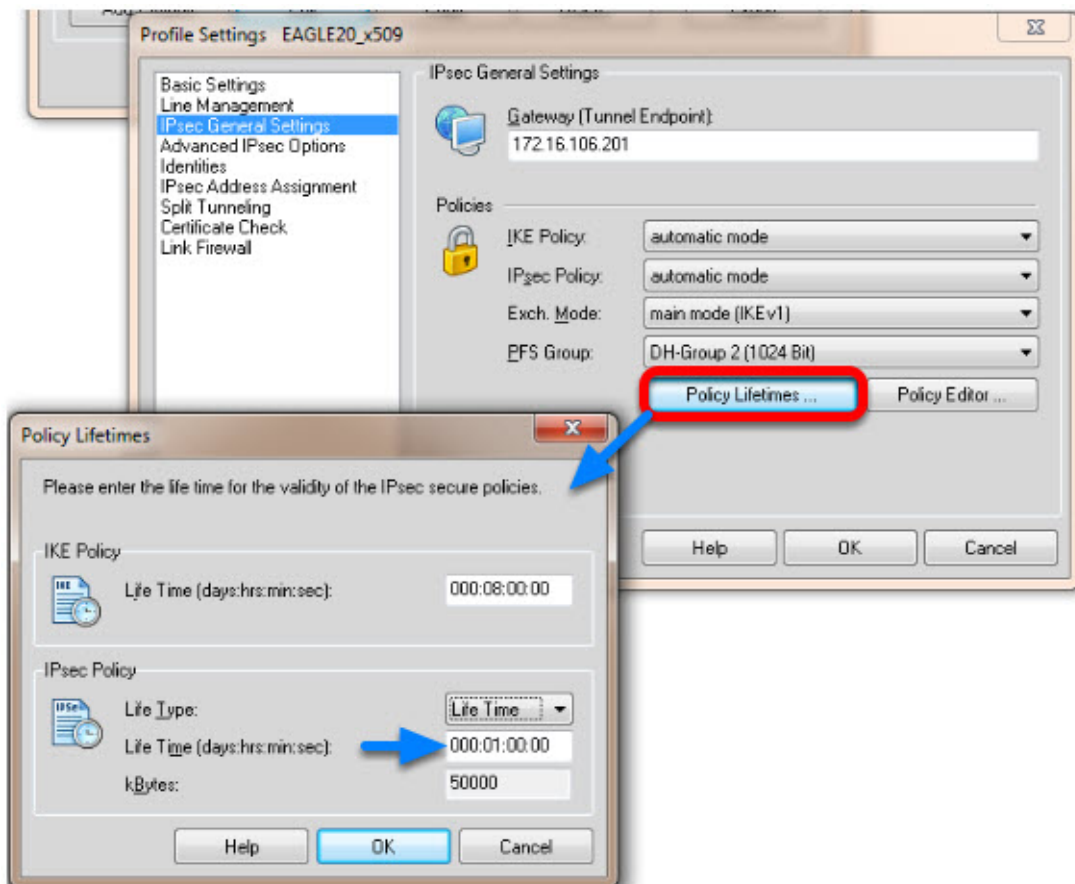 Profile Settings EAGLE20_x509
Basic Settings
Line Management
IPsec General Settings
Advanced IPsec Options
Identities
IPsec Address Assignment
Split Tunneling
Certificate Check
Link Firewall
IPsec General Settings
Gateway (Tunnel Endpoint):
172.16.106.201
Policies
IKE Policy: automatic mode
IPsec Policy: automatic mode
Exch. Mode: main mode (IKEv1)
PFS Group: DH-Group 2 (1024 Bit)
Policy Lifetimes ... Policy Editor ...
Help OK Cancel
Policy Lifetimes
Please enter the life time for the validity of the IPsec secure policies.
IKE Policy
Life Time (days:hrs:min:sec): 000:08:00:00
IPsec Policy
Life Type: Life Time
Life Time (days:hrs:min:sec): 000:01:00:00
kBytes: 50000
Help OK Cancel